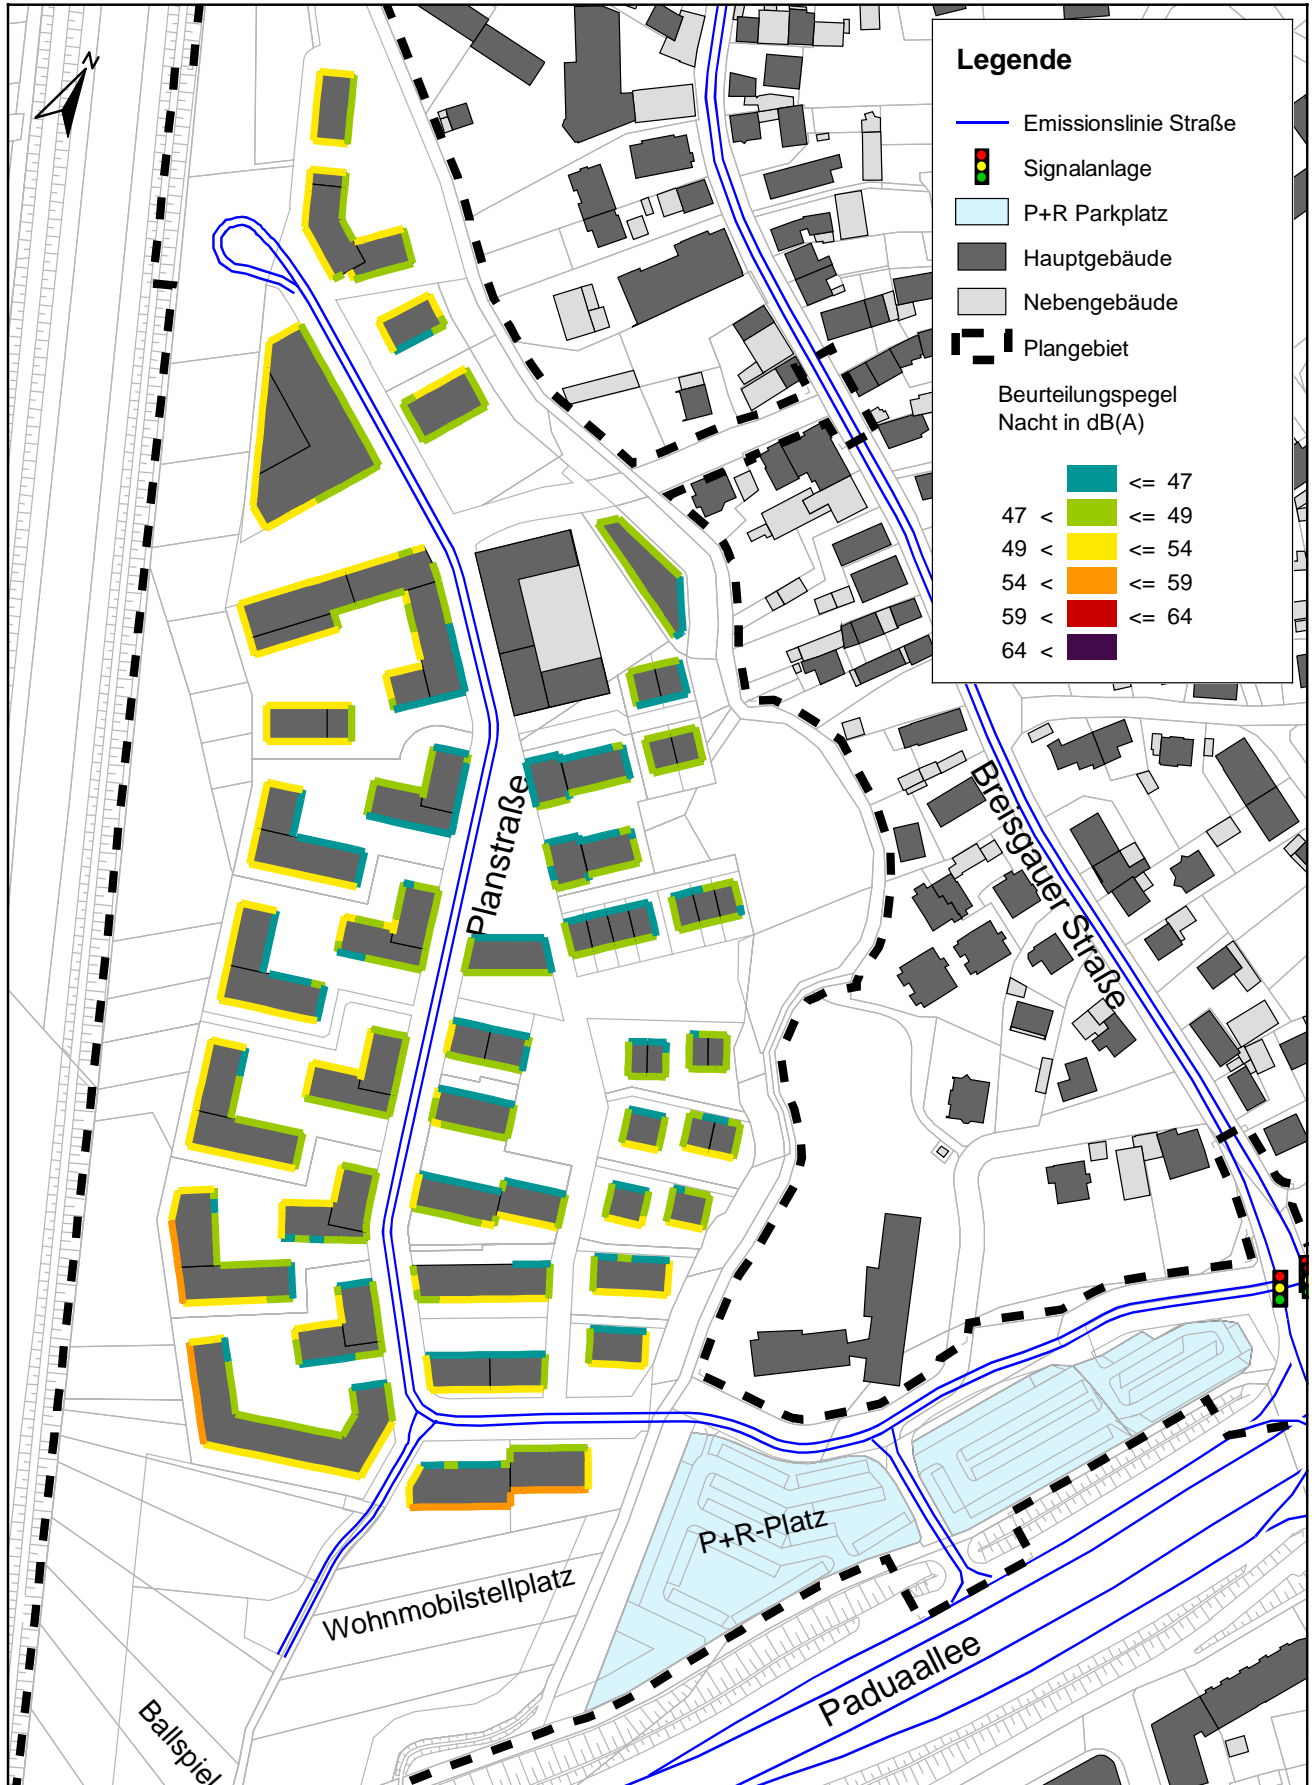 N
Legende
Emissionslinie Straße
Signalanlage
P+R Parkplatz
Hauptgebäude
Nebengebäude
Plangebiet
Beurteilungspegel
Nacht in dB(A)
<= 47
47 < <= 49
49 < <= 54
54 < <= 59
59 < <= 64
64 <
Planstraße
Breisgauer Straße
P+R-Platz
Wohnmobilstellplatz
Paduaallee
Ballspiel